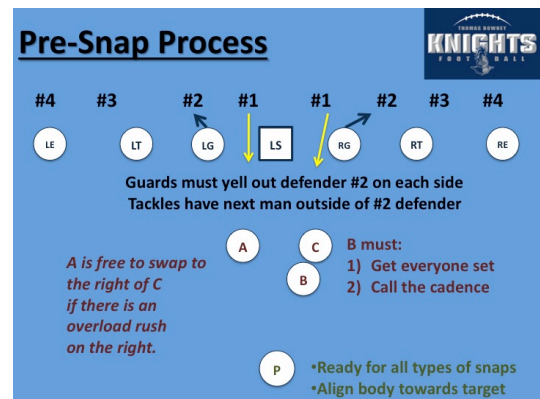 Pre-Snap Process
THOMAS DOWNEY
KNIGHTS
FOOTBALL
#4 #3 #2 #1 #1 #2 #3 #4
LE LT LG LS RG RT RE
Guards must yell out defender #2 on each side
Tackles have next man outside of #2 defender
A C
B
A is free to swap to
the right of C
if there is an
overload rush
on the right.
B must:
1) Get everyone set
2) Call the cadence
P
•Ready for all types of snaps
•Align body towards target